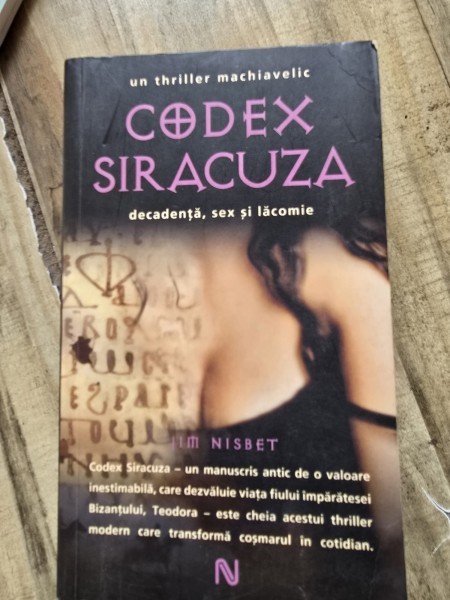 un thriller machiavelic
CODEX
SIRACUZA
decadență, sex și lăcomie
JIM NISBET
Codex Siracuza – un manuscris antic de o valoare
inestimabilă, care dezvăluie viața fiului împărătesei
Bizanțului, Teodora – este cheia acestui thriller
modern care transformă coșmarul în cotidian.
N